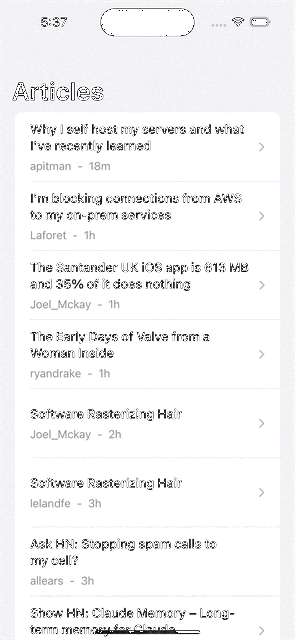 5:37
Articles
Why I self host my servers and what
I've recently learned
apitman - 18m
I'm blocking connections from AWS
to my on-prem services
Laforet - 1h
The Santander UK iOS app is 613 MB
and 35% of it does nothing
Joel_Mckay - 1h
The Early Days of Valve from a
Woman Inside
ryandrake - 1h
Software Rasterizing Hair
Joel_Mckay - 2h
Software Rasterizing Hair
lelandfe - 3h
Ask HN: Stopping spam calls to
my cell?
allears - 3h
Show HN: Claude Memory – Long-
term memory for Claude